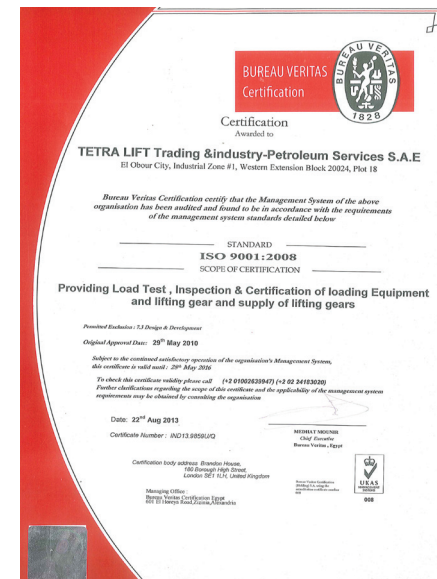 BUREAU VERITAS
Certification
BUREAU VERITAS
1828
Certification
Awarded to
TETRA LIFT Trading &industry-Petroleum Services S.A.E
El Obour City, Industrial Zone #1, Western Extension Block 20024, Plot 18
Bureau Veritas Certification certify that the Management System of the above
organisation has been audited and found to be in accordance with the requirements
of the management system standards detailed below
STANDARD
ISO 9001:2008
SCOPE OF CERTIFICATION
Providing Load Test , Inspection & Certification of loading Equipment
and lifting gear and supply of lifting gears
Permitted Exclusion : 7.3 Design & Development
Original Approval Date: 29th May 2010
Subject to the continued satisfactory operation of the organisation's Management System,
this certificate is valid until : 28th May 2016
To check this certificate validity please call (+2 01002633947) (+2 02 24183020)
Further clarifications regarding the scope of this certificate and the applicability of the management system
requirements may be obtained by consulting the organisation
Date: 22nd Aug 2013
Certificate Number : IND13.9859U/Q
MEDHAT
Chief Executive
Bureau Veritas , Egypt
Certification body address Brandon House,
180 Borough High Street,
London SE1 1LH, United Kingdom
Managing Office :
Bureau Veritas Certification Egypt
601 El Horeya Road,Zizinia,Alexandria
UKAS
008